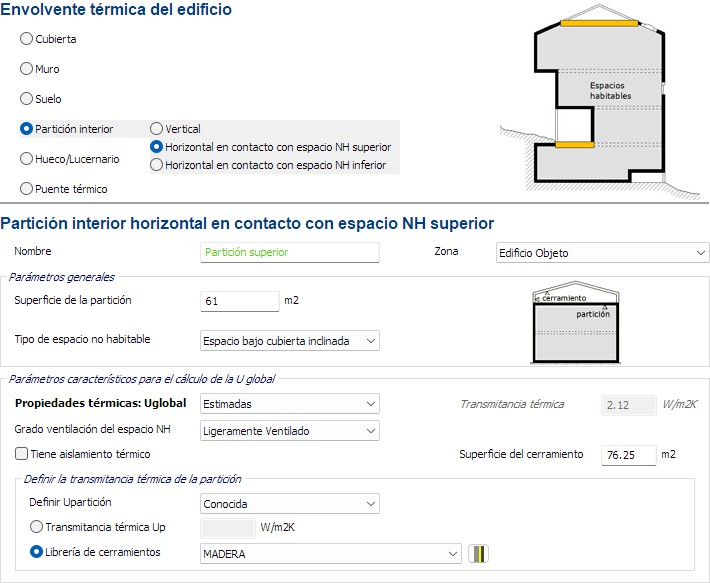 Envolvente térmica del edificio
Cubierta
Muro
Suelo
Partición interior
Vertical
Hueco/Lucernario
Horizontal en contacto con espacio NH superior
Horizontal en contacto con espacio NH inferior
Puente térmico
Espacios
habitables
Partición interior horizontal en contacto con espacio NH superior
Nombre
Partición superior
Zona
Edificio Objeto
Parámetros generales
Superficie de la partición
61
m2
Tipo de espacio no habitable
Espacio bajo cubierta inclinada
cerramiento
partición
Parámetros característicos para el cálculo de la U global
Propiedades térmicas: Uglobal
Estimadas
Transmitancia térmica
2.12
W/m2K
Grado ventilación del espacio NH
Ligeramente Ventilado
Tiene aislamiento térmico
Superficie del cerramiento
76.25
m2
Definir la transmitancia térmica de la partición
Definir Upartición
Conocida
Transmitancia térmica Up
W/m2K
Librería de cerramientos
MADERA